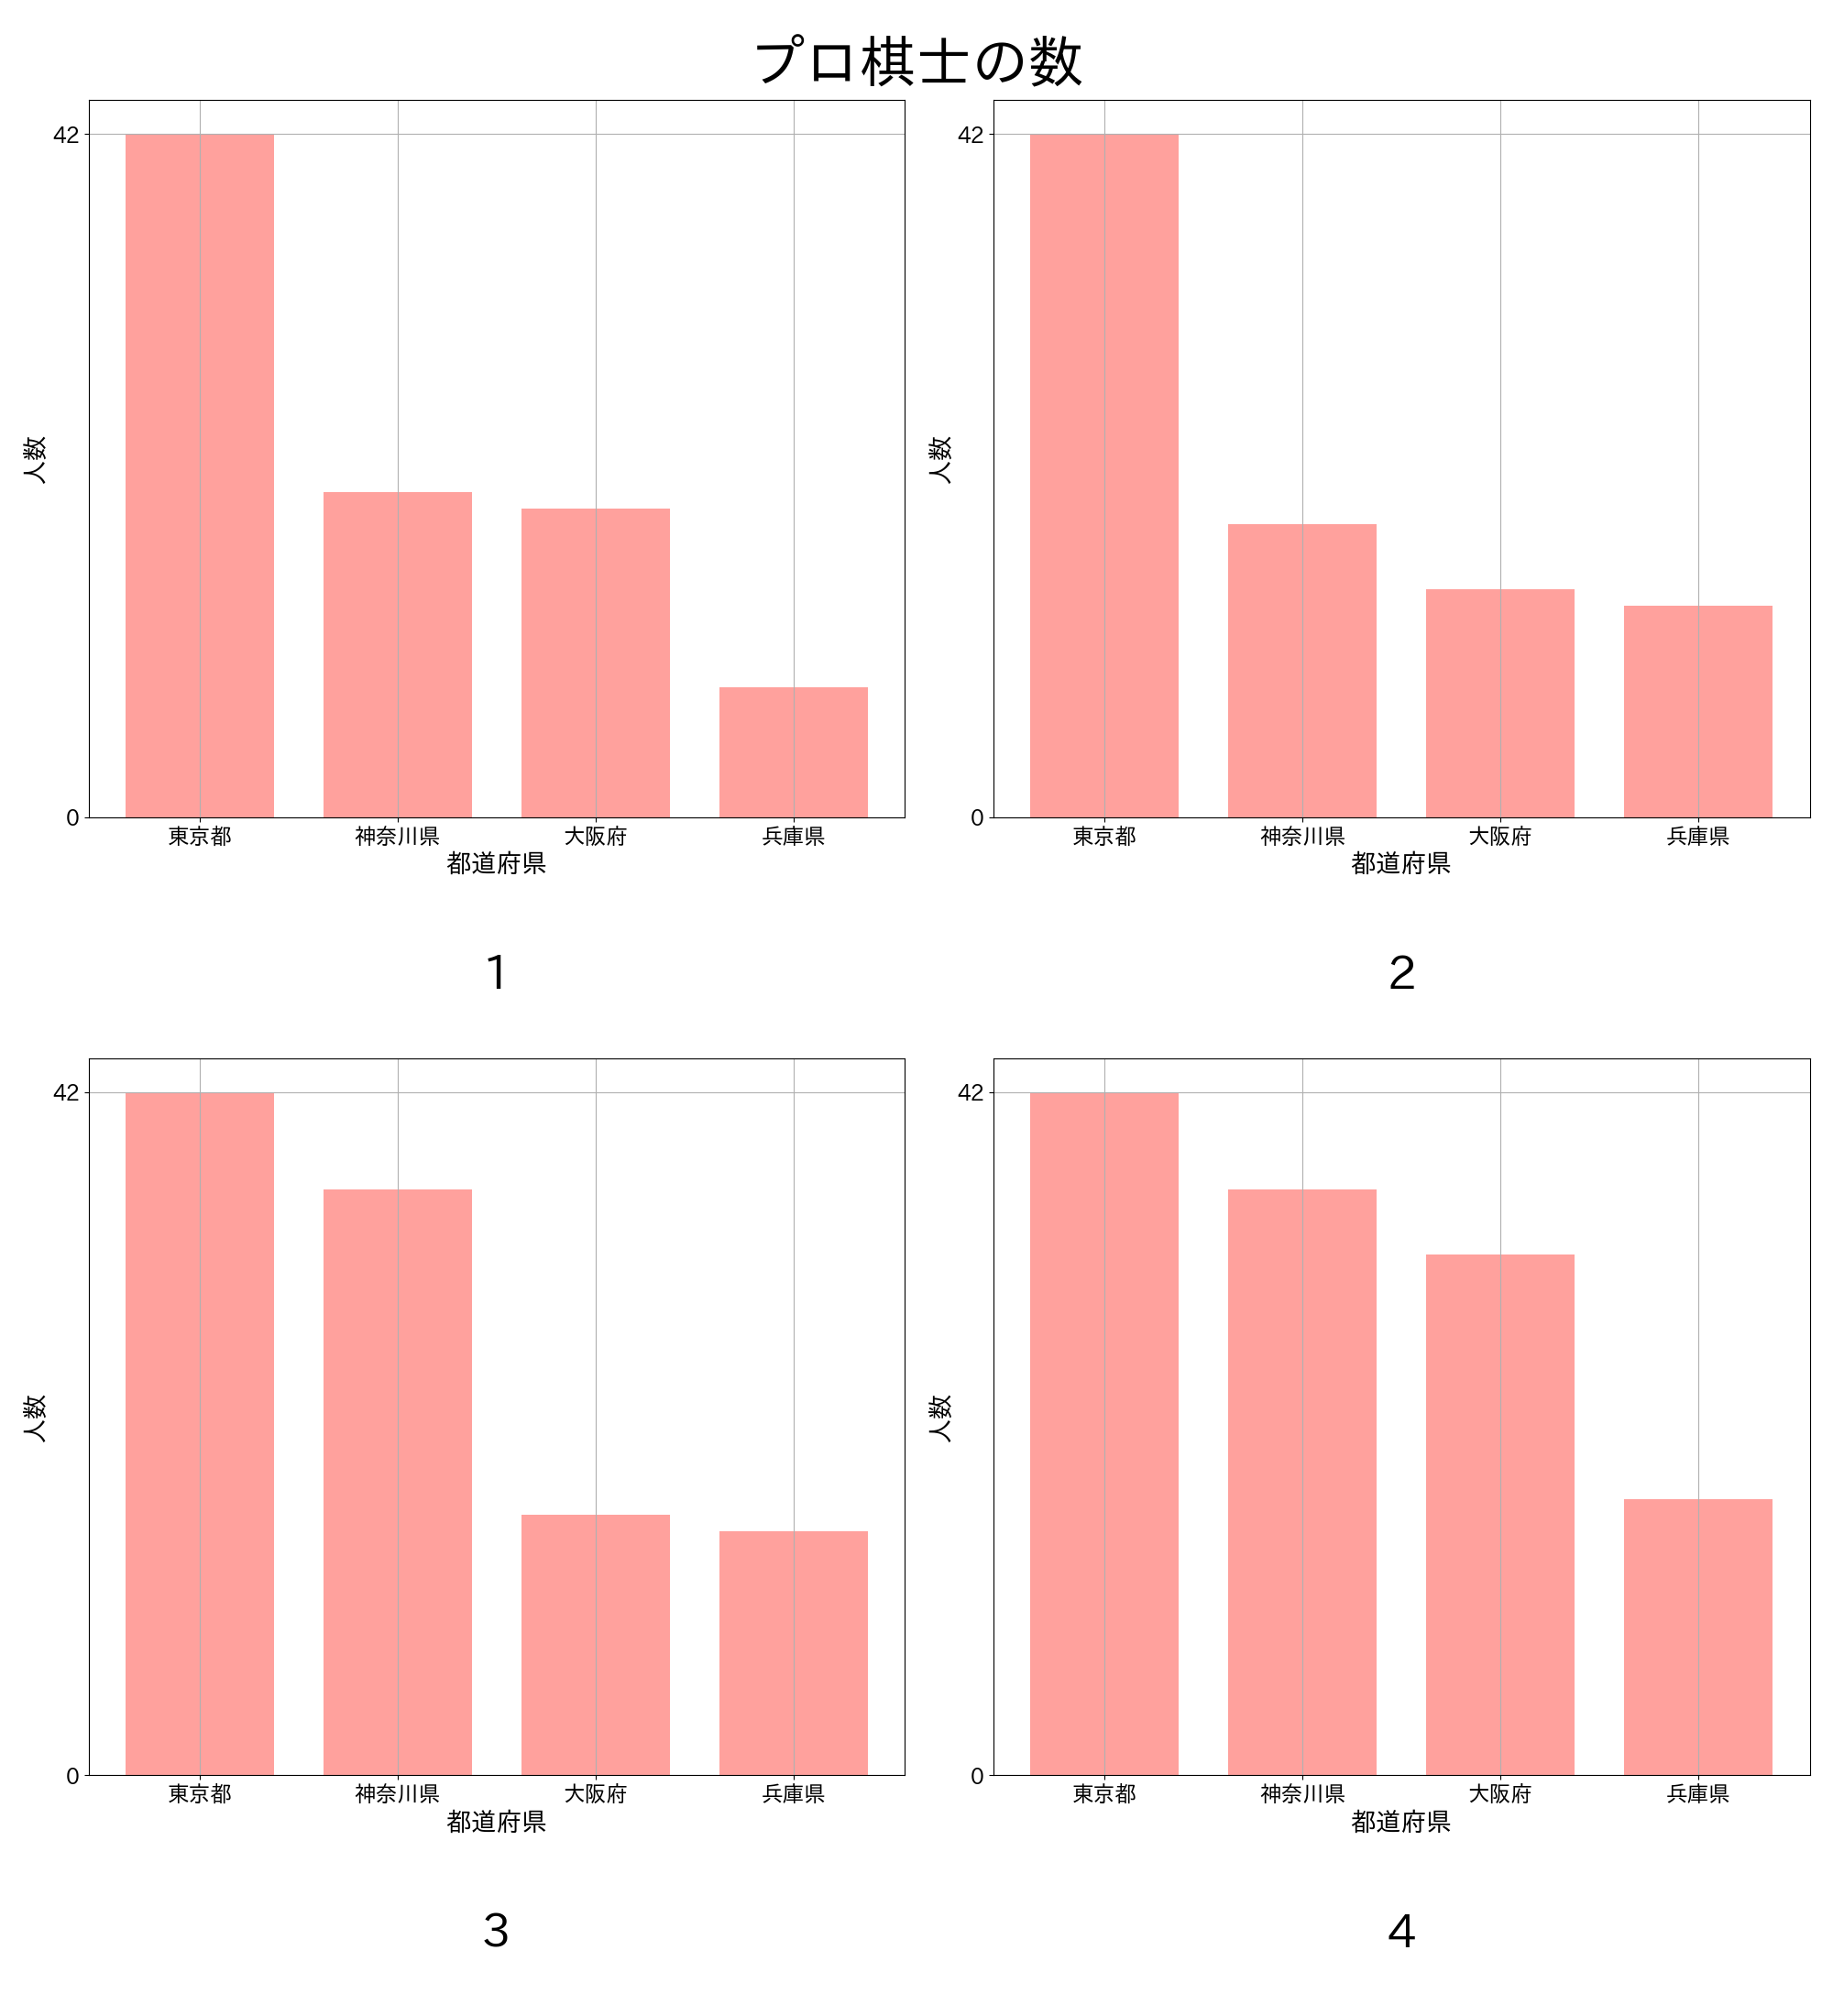 プロ棋士の数
42
人数
0
東京都 神奈川県 大阪府 兵庫県
都道府県
1
42
人数
0
東京都 神奈川県 大阪府 兵庫県
都道府県
2
42
人数
0
東京都 神奈川県 大阪府 兵庫県
都道府県
3
42
人数
0
東京都 神奈川県 大阪府 兵庫県
都道府県
4